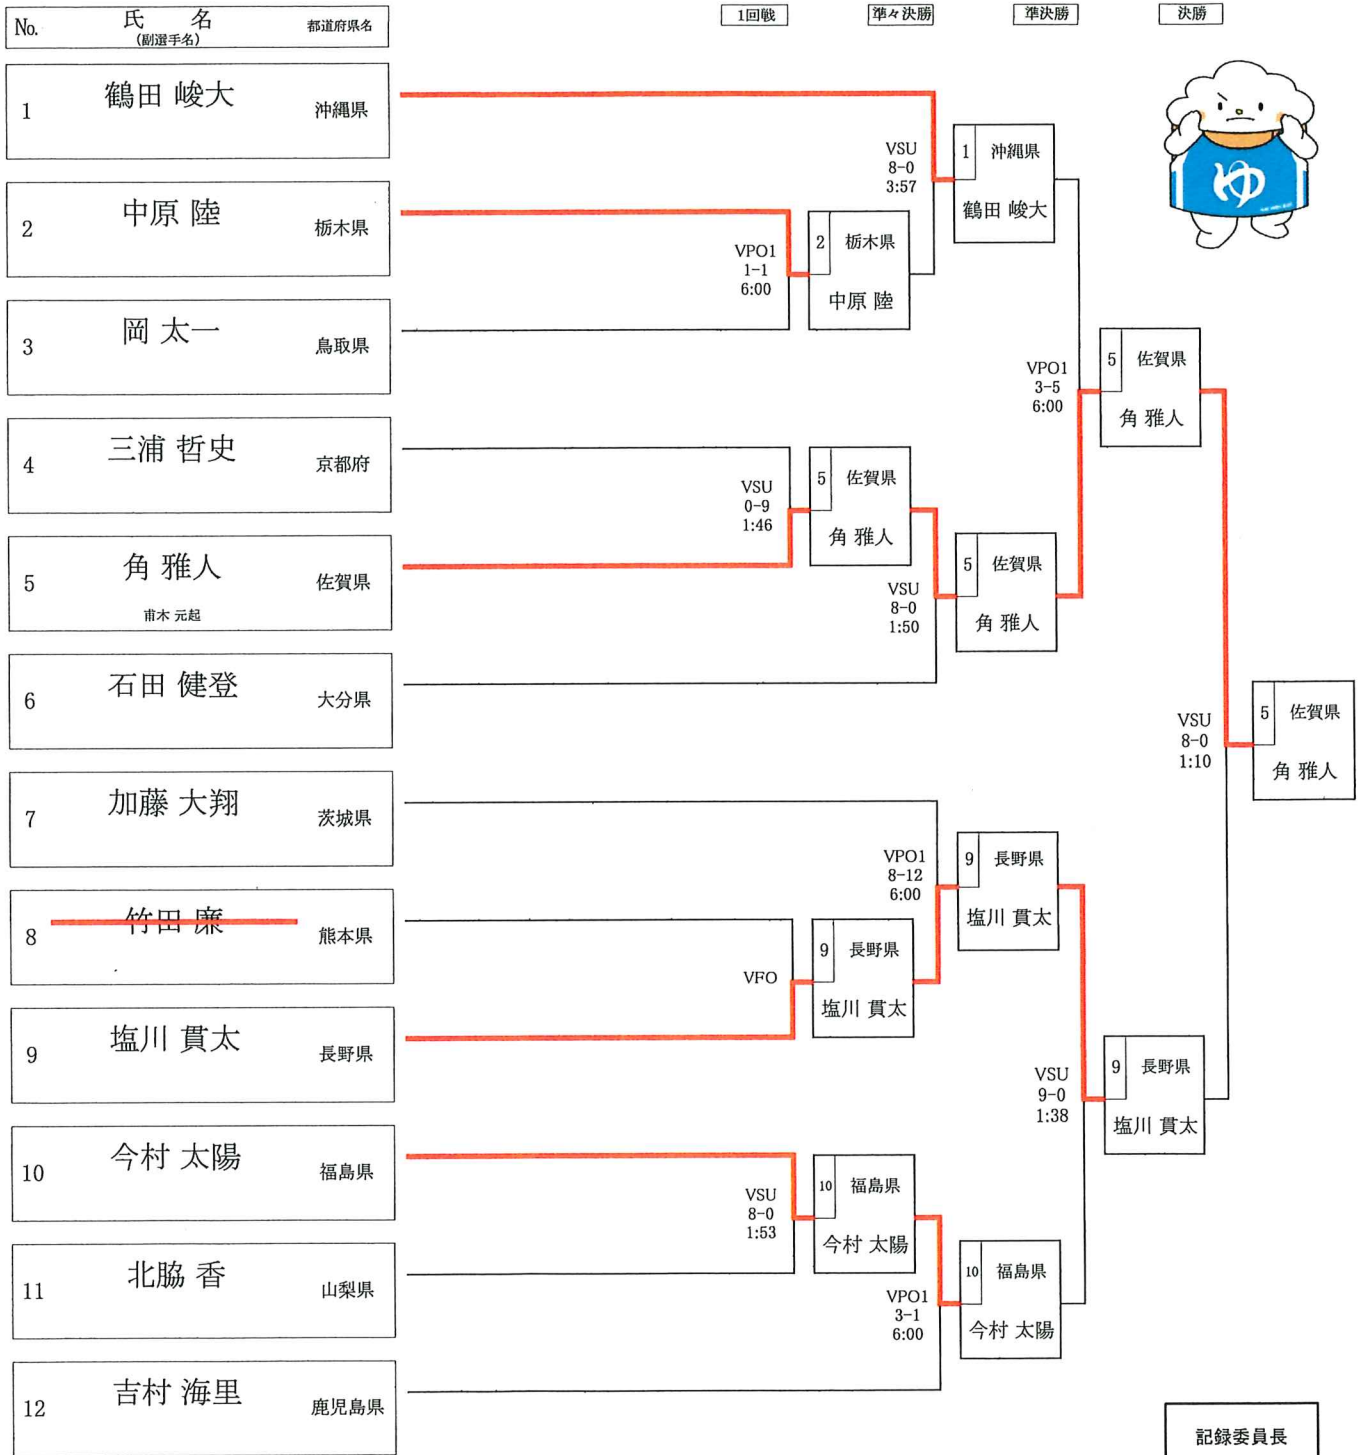 No. 氏 名 都道府県名
(副選手名)
1回戦 準々決勝 準決勝 決勝
1 鶴田 峻大 沖縄県
2 中原 陸 栃木県
3 岡 太一 鳥取県
4 三浦 哲史 京都府
5 角 雅人 佐賀県
甫木 元起
6 石田 健登 大分県
7 加藤 大翔 茨城県
8 竹田 廉 熊本県
9 塩川 貫太 長野県
10 今村 太陽 福島県
11 北脇 香 山梨県
12 吉村 海里 鹿児島県
VPO1
1-1
6:00
2 栃木県
中原 陸
VSU
0-9
1:46
5 佐賀県
角 雅人
VFO
9 長野県
塩川 貫太
VSU
8-0
1:53
10 福島県
今村 太陽
VSU
8-0
3:57
1 沖縄県
鶴田 峻大
VSU
8-0
1:50
5 佐賀県
角 雅人
VPO1
8-12
6:00
9 長野県
塩川 貫太
VPO1
3-1
6:00
10 福島県
今村 太陽
VPO1
3-5
6:00
5 佐賀県
角 雅人
VSU
9-0
1:38
9 長野県
塩川 貫太
VSU
8-0
1:10
5 佐賀県
角 雅人
ゆ
記録委員長